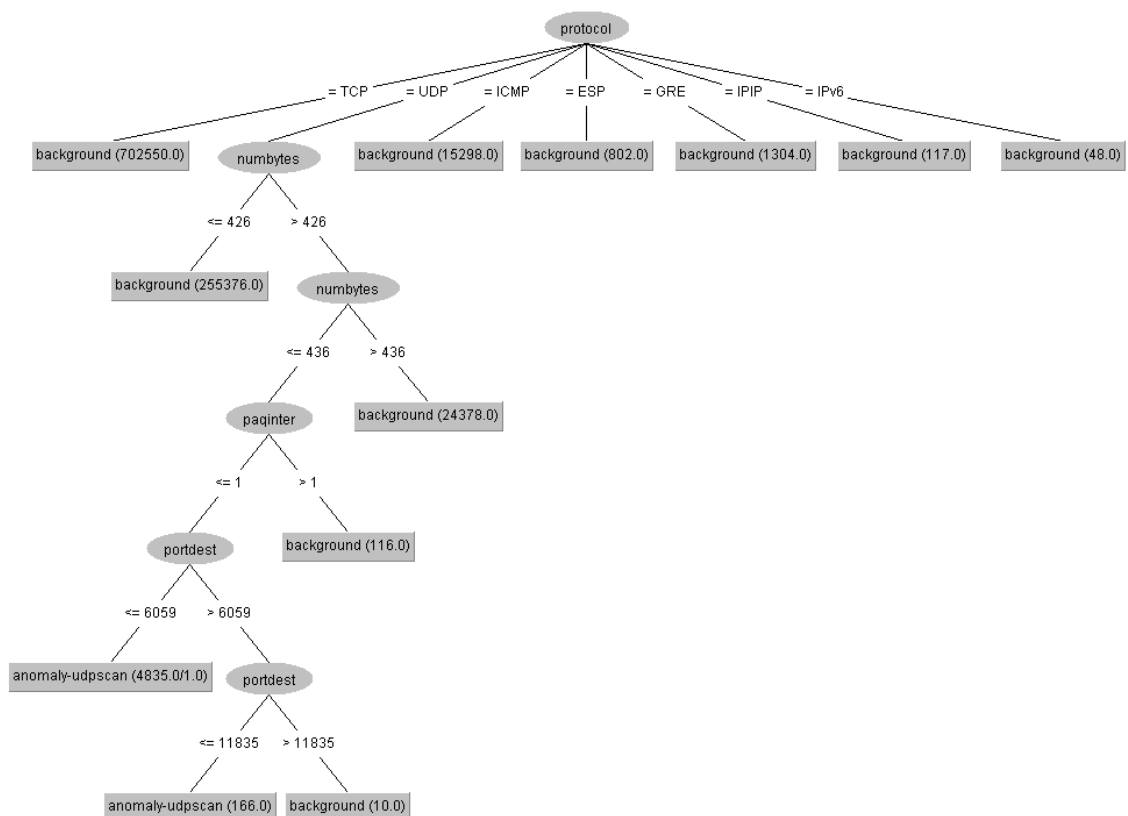 protocol
= TCP = UDP = ICMP = ESP = GRE = IPIP = IPv6
background (702550.0) numbytes background (15298.0) background (802.0) background (1304.0) background (117.0) background (48.0)
<= 426 > 426
background (255376.0) numbytes
<= 436 > 436
paqinter background (24378.0)
<= 1 > 1
portdest background (116.0)
<= 6059 > 6059
anomaly-udpscan (4835.0/1.0) portdest
<= 11835 > 11835
anomaly-udpscan (166.0) background (10.0)